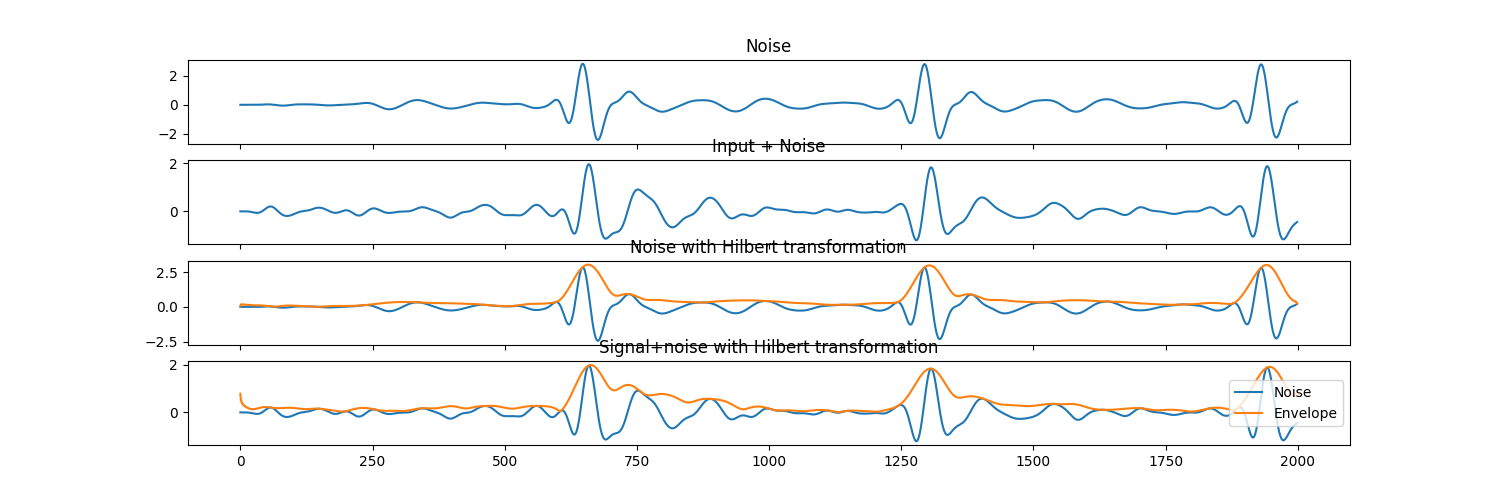 Noise
2
0
−2
Input + Noise
2
0
Noise with Hilbert transformation
2.5
0.0
−2.5
Signal+noise with Hilbert transformation
2
0
Noise
Envelope
0 250 500 750 1000 1250 1500 1750 2000